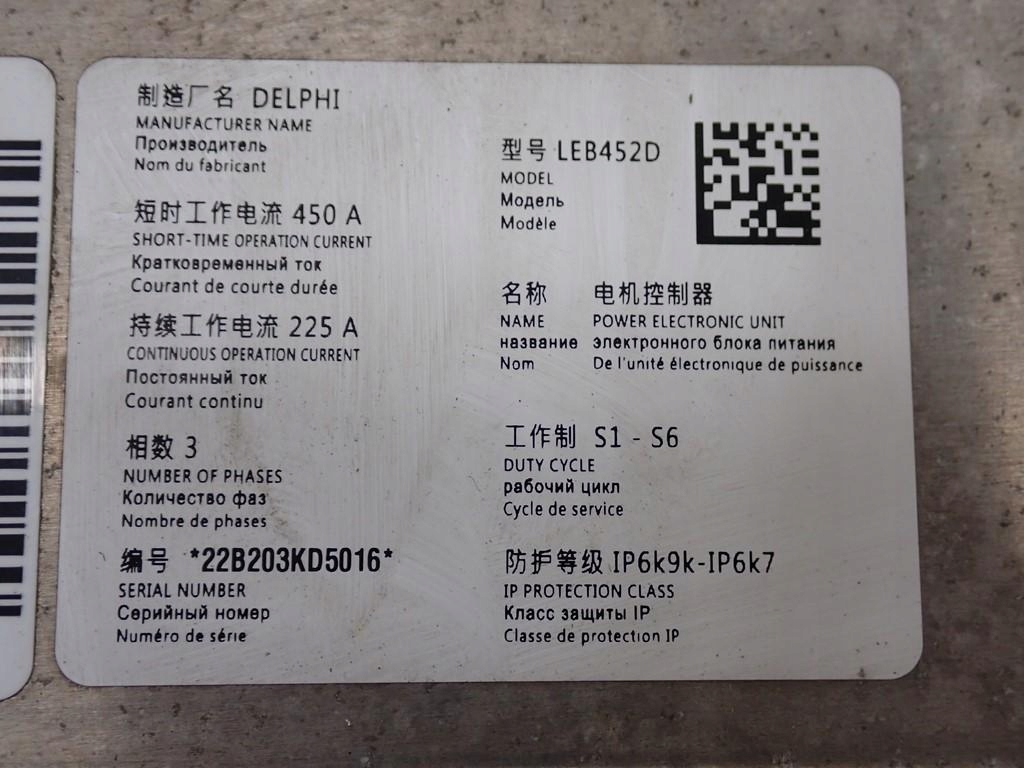 制造厂名 DELPHI
MANUFACTURER NAME
Производитель
Nom du fabricant
短时工作电流 450 A
SHORT-TIME OPERATION CURRENT
Кратковременный ток
Courant de courte durée
持续工作电流 225 A
CONTINUOUS OPERATION CURRENT
Постоянный ток
Courant continu
相数 3
NUMBER OF PHASES
Количество фаз
Nombre de phases
编号 *22B203KD5016*
SERIAL NUMBER
Серийный номер
Numéro de série
型号 LEB452D
MODEL
Модель
Modèle
名称 电机控制器
NAME POWER ELECTRONIC UNIT
название электронного блока питания
Nom De l'unité électronique de puissance
工作制 S1 - S6
DUTY CYCLE
рабочий цикл
Cycle de service
防护等级 IP6k9k-IP6k7
IP PROTECTION CLASS
Класс защиты IP
Classe de protection IP